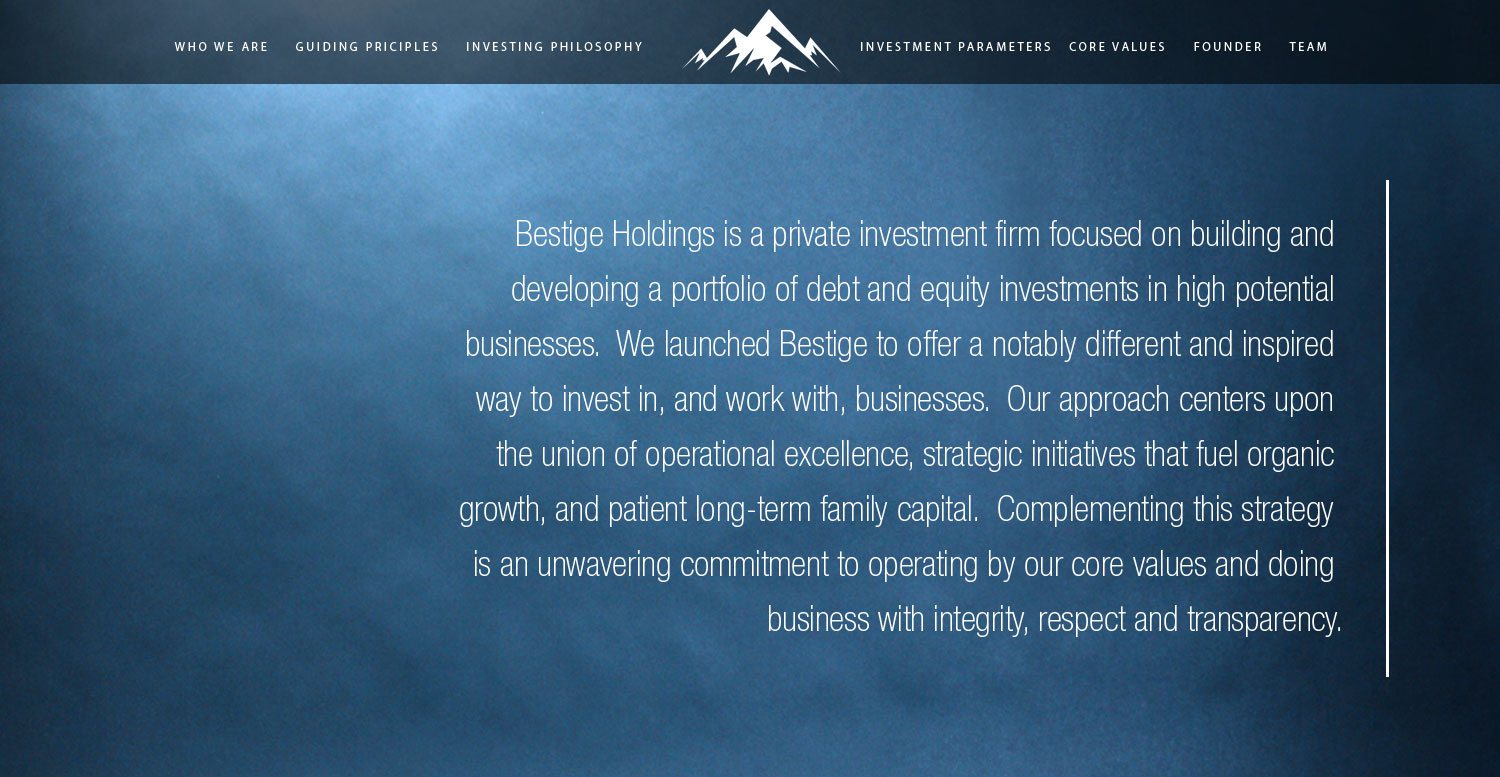 WHO WE ARE GUIDING PRICIPLES INVESTING PHILOSOPHY INVESTMENT PARAMETERS CORE VALUES FOUNDER TEAM
Bestige Holdings is a private investment firm focused on building and
developing a portfolio of debt and equity investments in high potential
businesses. We launched Bestige to offer a notably different and inspired
way to invest in, and work with, businesses. Our approach centers upon
the union of operational excellence, strategic initiatives that fuel organic
growth, and patient long-term family capital. Complementing this strategy
is an unwavering commitment to operating by our core values and doing
business with integrity, respect and transparency.